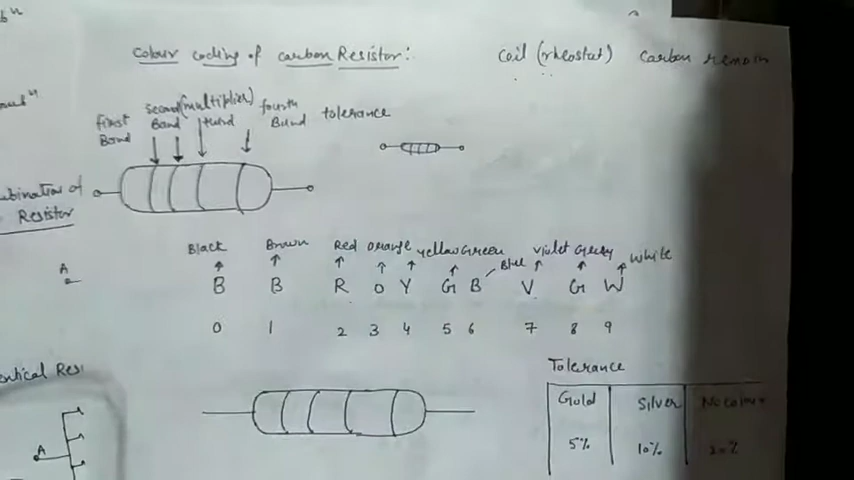 Colour coding of carbon Resistor: coil (rheostat) carbon
first Band second Band (multiplier) third fourth Band tolerance
Resistor
Black Brown Red orange yellow Green Blue violet Grey White
B B R O Y G B V G W
0 1 2 3 4 5 6 7 8 9
A
Tolerance
Gold Silver No colour
5% 10% 20%
A